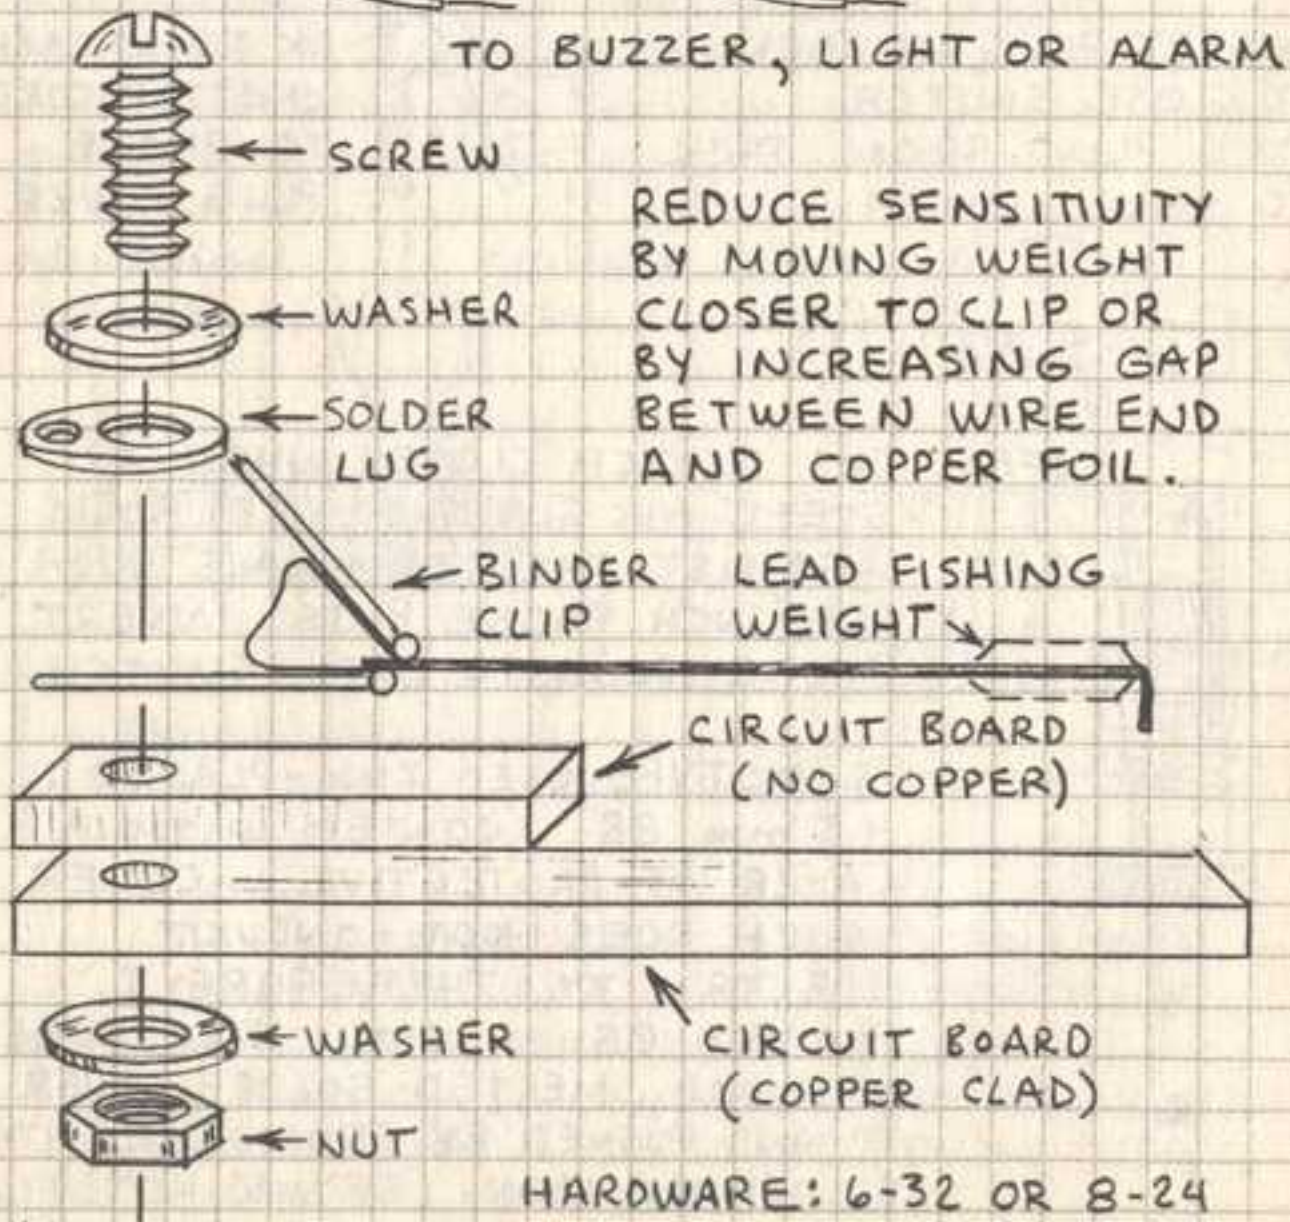 TO BUZZER, LIGHT OR ALARM
SCREW
REDUCE SENSITIVITY
BY MOVING WEIGHT
CLOSER TO CLIP OR
BY INCREASING GAP
BETWEEN WIRE END
AND COPPER FOIL.
WASHER
SOLDER
LUG
BINDER
CLIP
LEAD FISHING
WEIGHT
CIRCUIT BOARD
(NO COPPER)
CIRCUIT BOARD
(COPPER CLAD)
WASHER
NUT
HARDWARE: 6-32 OR 8-24